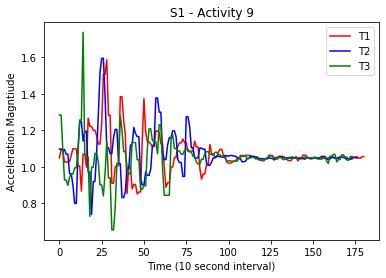 S1 - Activity 9
T1
T2
T3
Acceleration Magntiude
1.6
1.4
1.2
1.0
0.8
0
25
50
75
100
125
150
175
Time (10 second interval)